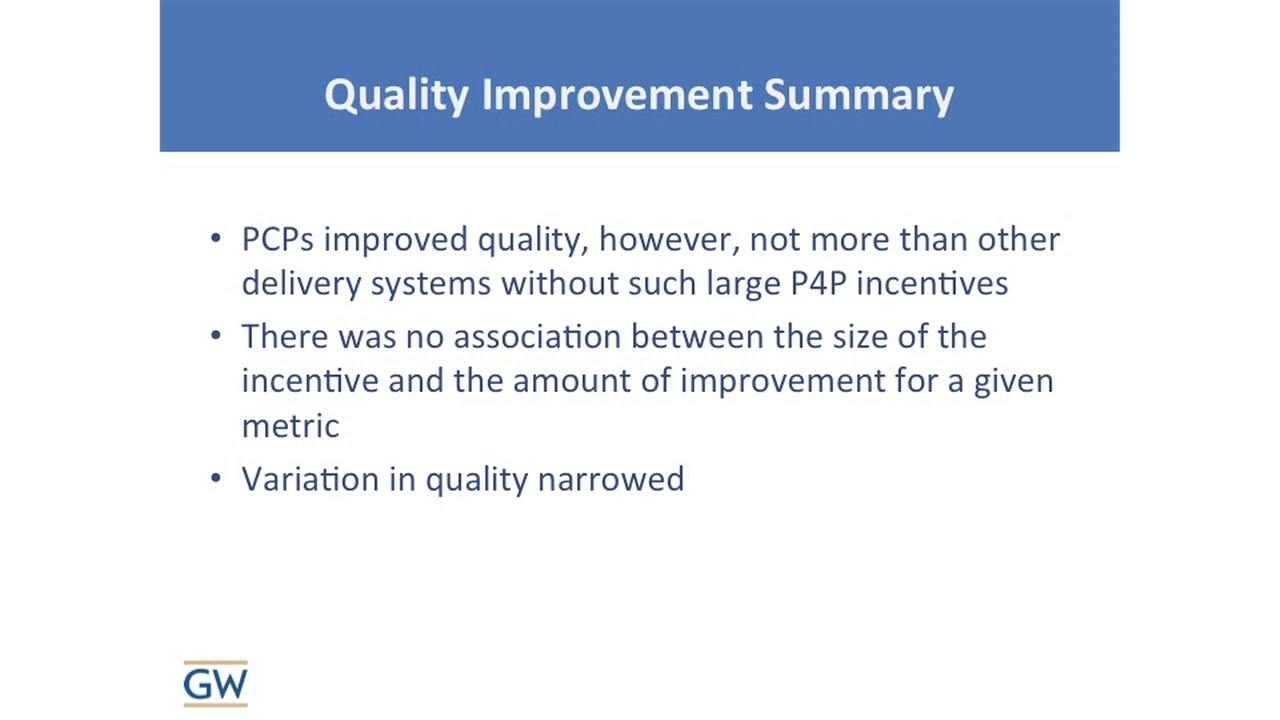 Quality Improvement Summary
• PCPs improved quality, however, not more than other
delivery systems without such large P4P incentives
• There was no association between the size of the
incentive and the amount of improvement for a given
metric
• Variation in quality narrowed
GW